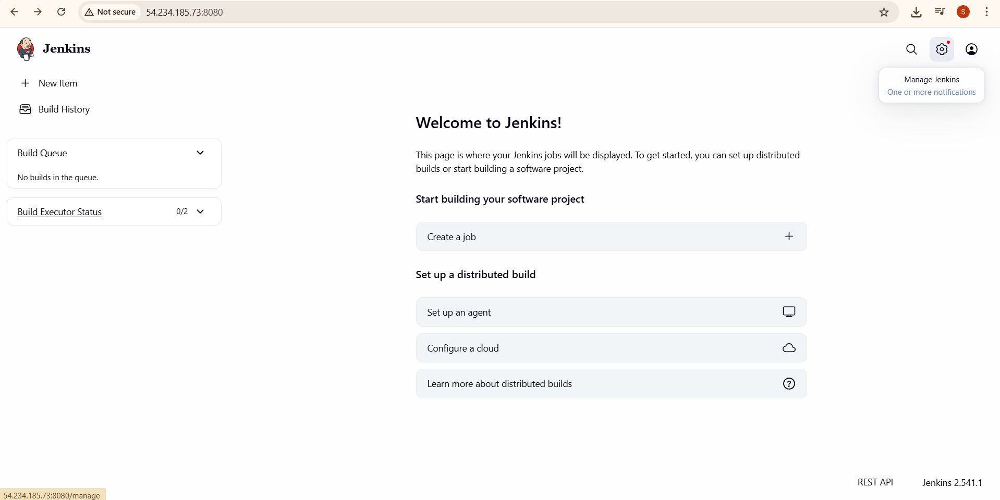 Not secure 54.234.185.73:8080
S
Jenkins
New Item
Build History
Manage Jenkins
One or more notifications
Build Queue
No builds in the queue.
Build Executor Status 0/2
Welcome to Jenkins!
This page is where your Jenkins jobs will be displayed. To get started, you can set up distributed
builds or start building a software project.
Start building your software project
Create a job
Set up a distributed build
Set up an agent
Configure a cloud
Learn more about distributed builds
REST API Jenkins 2.541.1
54.234.185.73:8080/manage